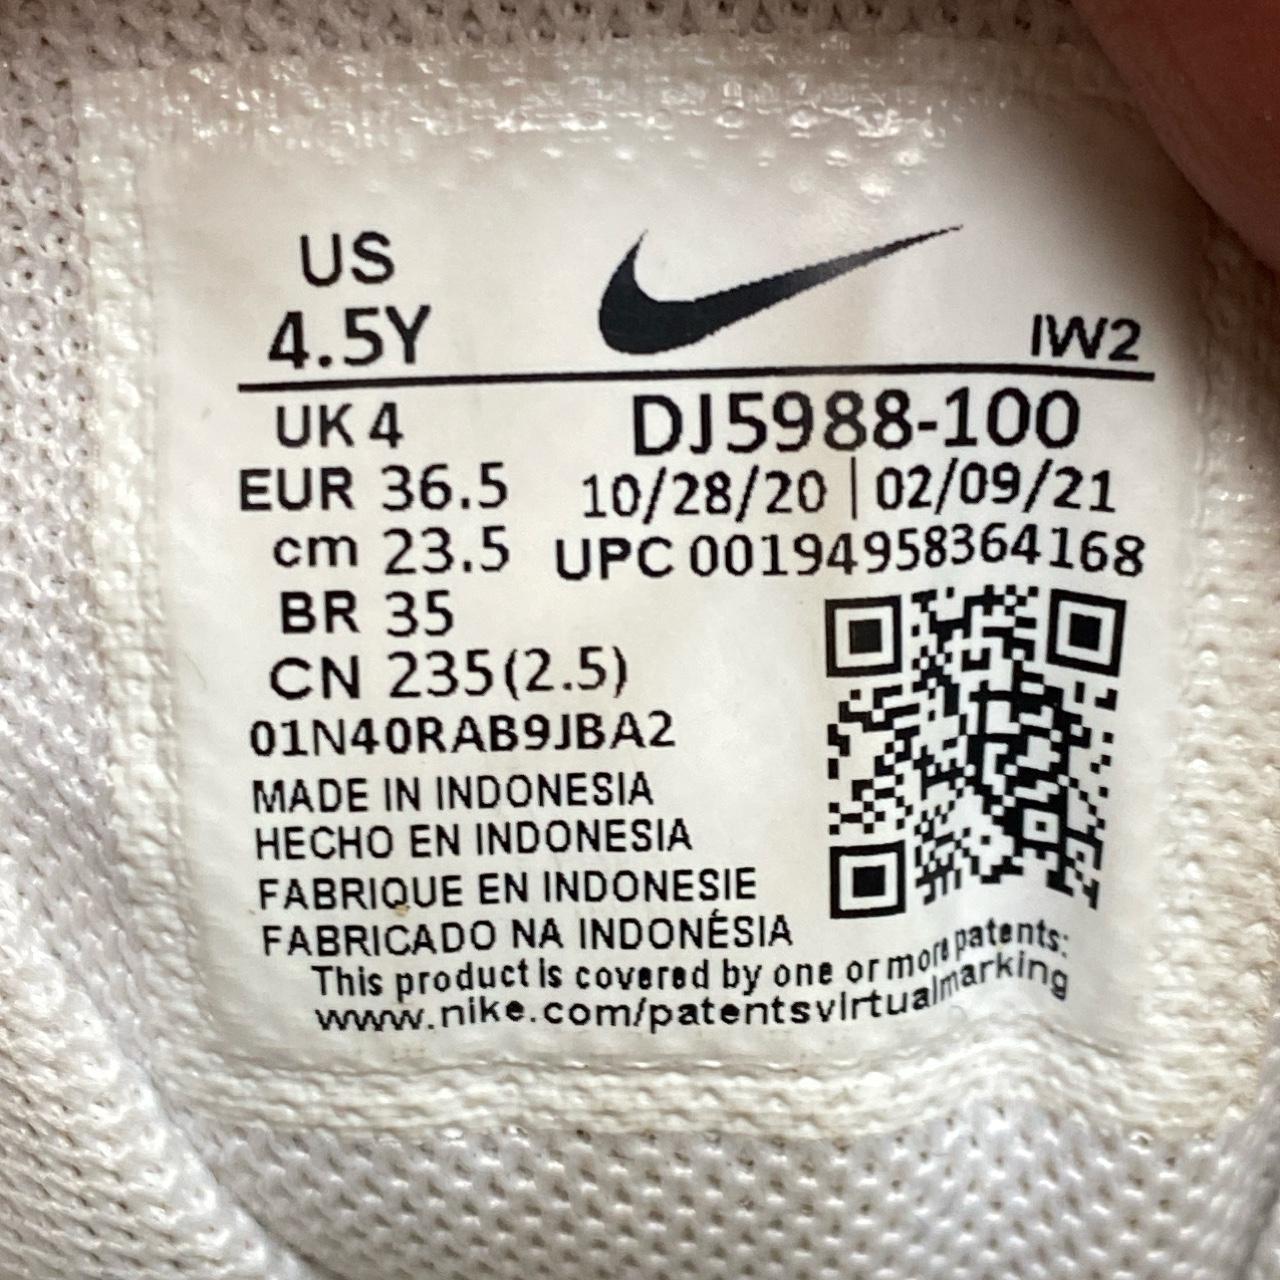 US
4.5Y
IW2
UK 4
DJ5988-100
EUR 36.5
10/28/20 | 02/09/21
cm 23.5
UPC 00194958364168
BR 35
CN 235(2.5)
01N40RAB9JBA2
MADE IN INDONESIA
HECHO EN INDONESIA
FABRIQUE EN INDONESIE
FABRICADO NA INDONÉSIA
This product is covered by one or more patents:
www.nike.com/patentsvirtualmarking